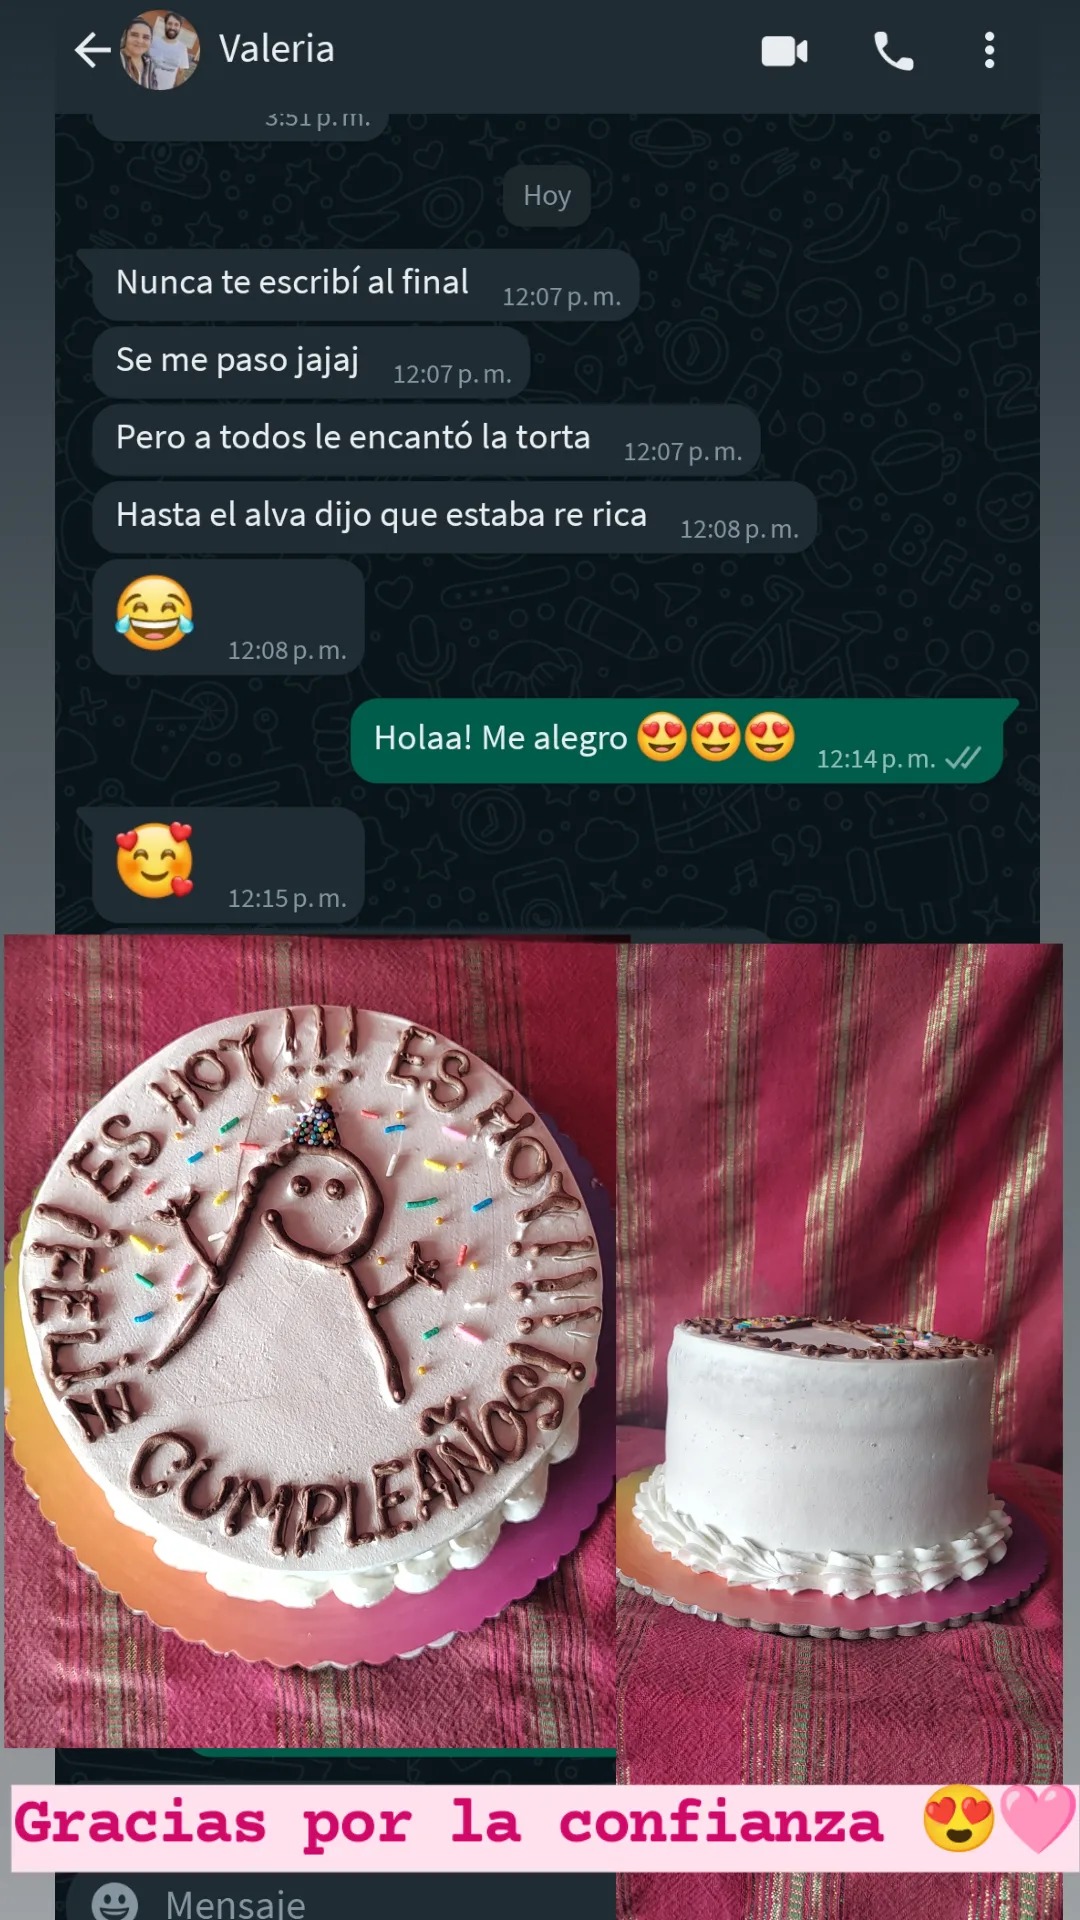 Valeria
3:51 p. m.
Hoy
Nunca te escribí al final 12:07 p. m.
Se me paso jajaj 12:07 p. m.
Pero a todos le encantó la torta 12:07 p. m.
Hasta el alva dijo que estaba re rica 12:08 p. m.
😂 12:08 p. m.
Holaa! Me alegro 😍😍😍 12:14 p. m.
🥰 12:15 p. m.
ES HOY!!! ES HOY!!!!!
FELIZ
CUMPLEAÑOS!
Gracias por la confianza 😍🩷
Mensaje